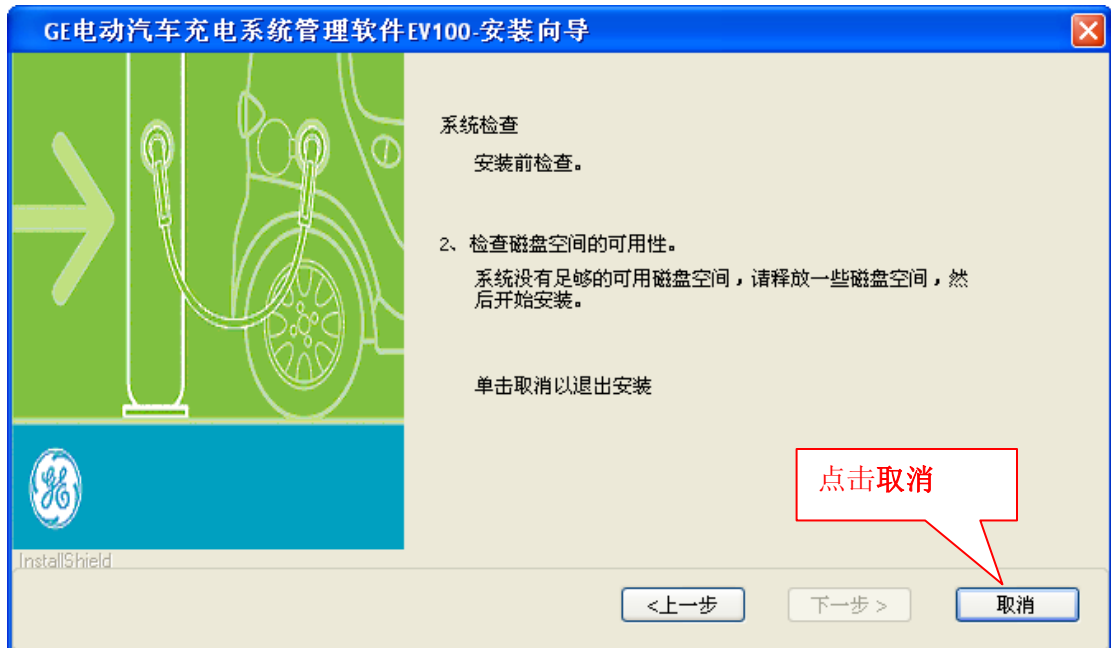 GE电动汽车充电系统管理软件EV100-安装向导
系统检查
安装前检查。
2、检查磁盘空间的可用性。
系统没有足够的可用磁盘空间，请释放一些磁盘空间，然
后开始安装。
单击取消以退出安装
点击取消
GE
InstallShield
<上一步
下一步 >
取消